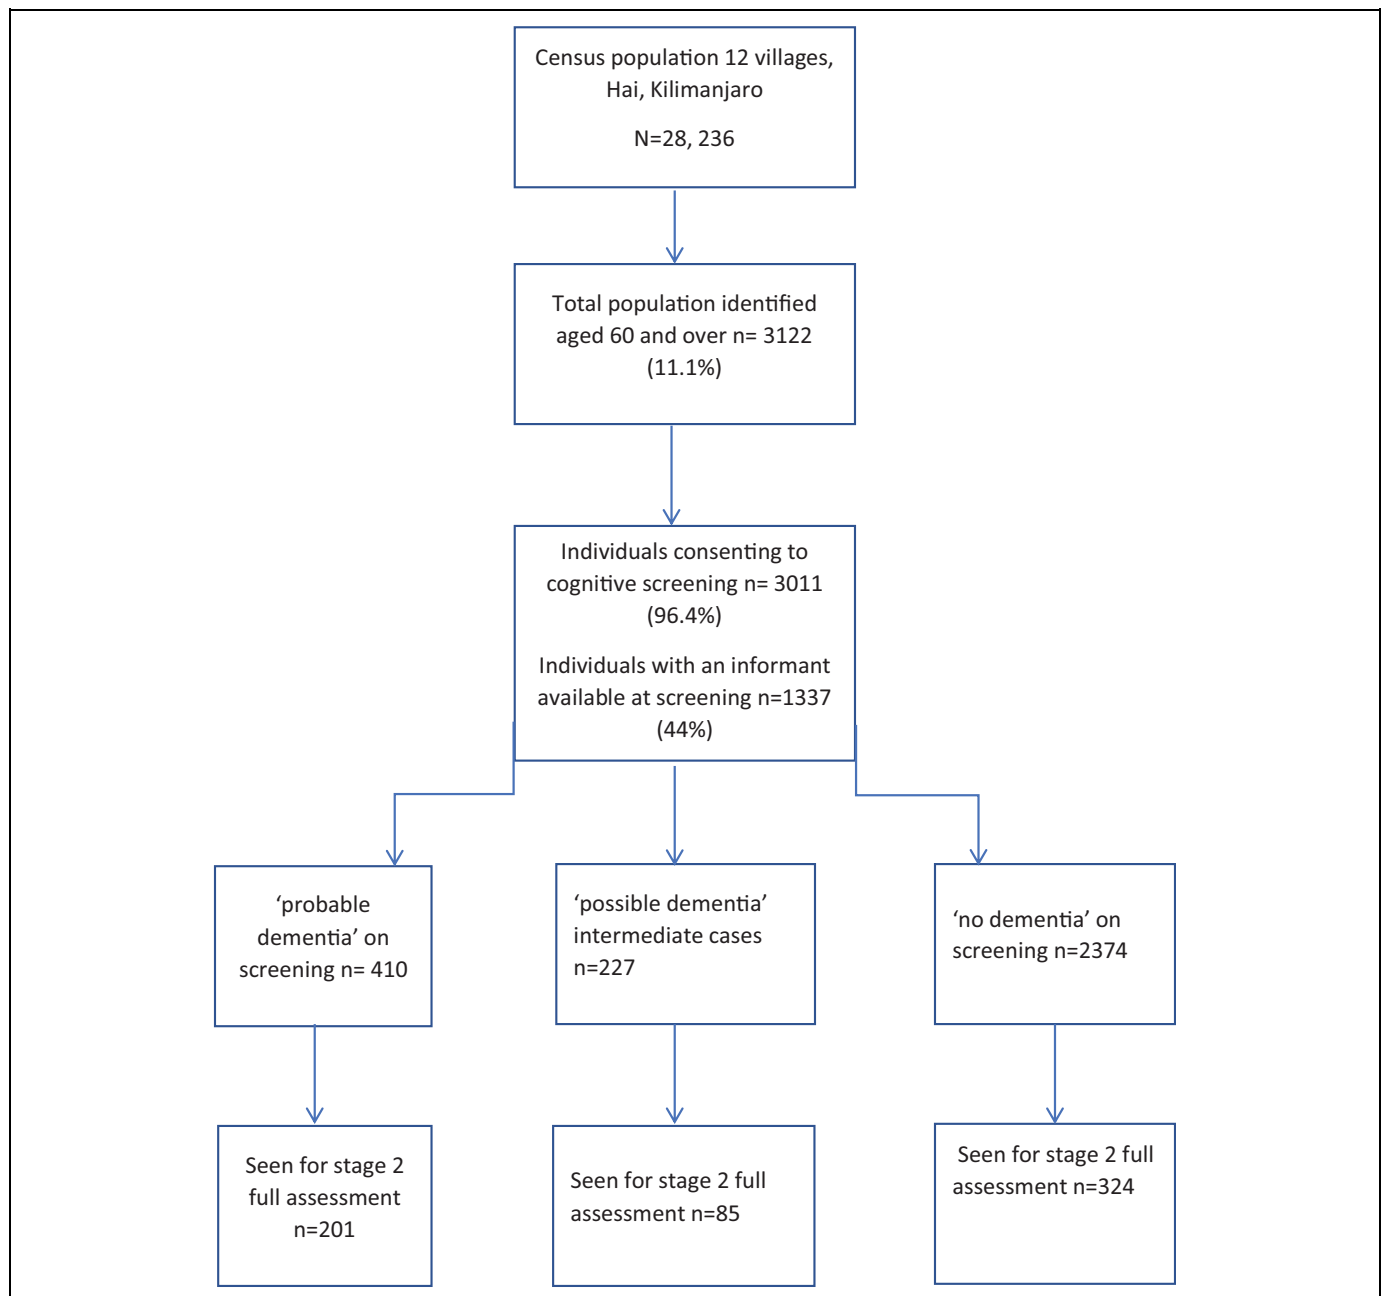 Census population 12 villages,
Hai, Kilimanjaro
N=28, 236
Total population identified
aged 60 and over n= 3122
(11.1%)
Individuals consenting to
cognitive screening n= 3011
(96.4%)
Individuals with an informant
available at screening n=1337
(44%)
‘probable
dementia’ on
screening n= 410
‘possible dementia’
intermediate cases
n=227
‘no dementia’ on
screening n=2374
Seen for stage 2
full assessment
n=201
Seen for stage 2 full
assessment n=85
Seen for stage 2 full
assessment n=324